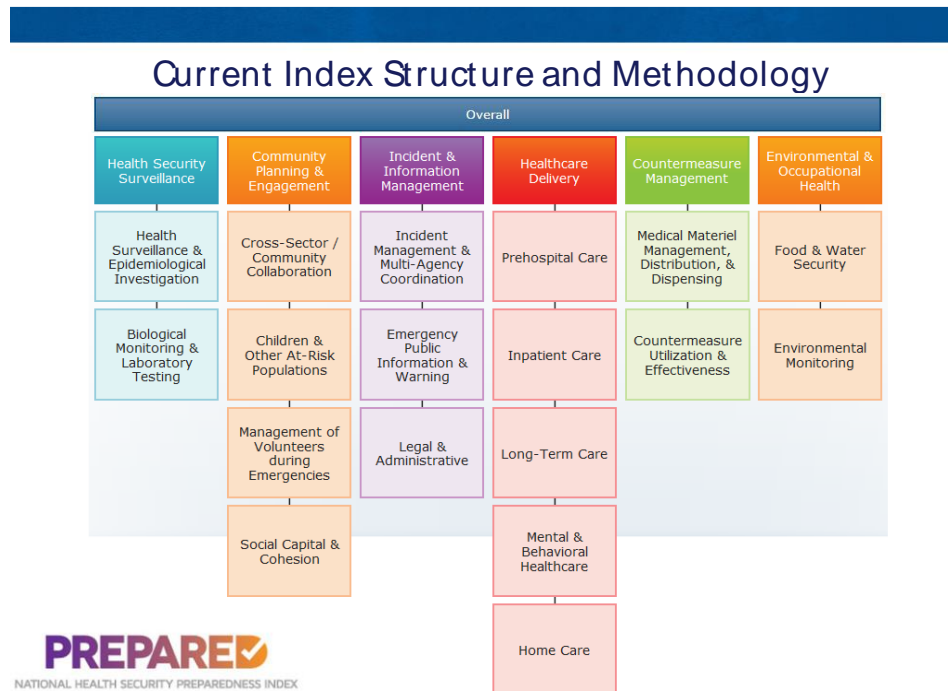 Current Index Structure and Methodology
Overall
Health Security
Surveillance
Community
Planning &
Engagement
Incident &
Information
Management
Healthcare
Delivery
Countermeasure
Management
Environmental &
Occupational
Health
Health
Surveillance &
Epidemiological
Investigation
Cross-Sector /
Community
Collaboration
Incident
Management &
Multi-Agency
Coordination
Prehospital Care
Medical Materiel
Management,
Distribution, &
Dispensing
Food & Water
Security
Biological
Monitoring &
Laboratory
Testing
Children &
Other At-Risk
Populations
Emergency
Public
Information &
Warning
Inpatient Care
Countermeasure
Utilization &
Effectiveness
Environmental
Monitoring
Management of
Volunteers
during
Emergencies
Legal &
Administrative
Long-Term Care
Social Capital &
Cohesion
Mental &
Behavioral
Healthcare
Home Care
PREPARED
NATIONAL HEALTH SECURITY PREPAREDNESS INDEX